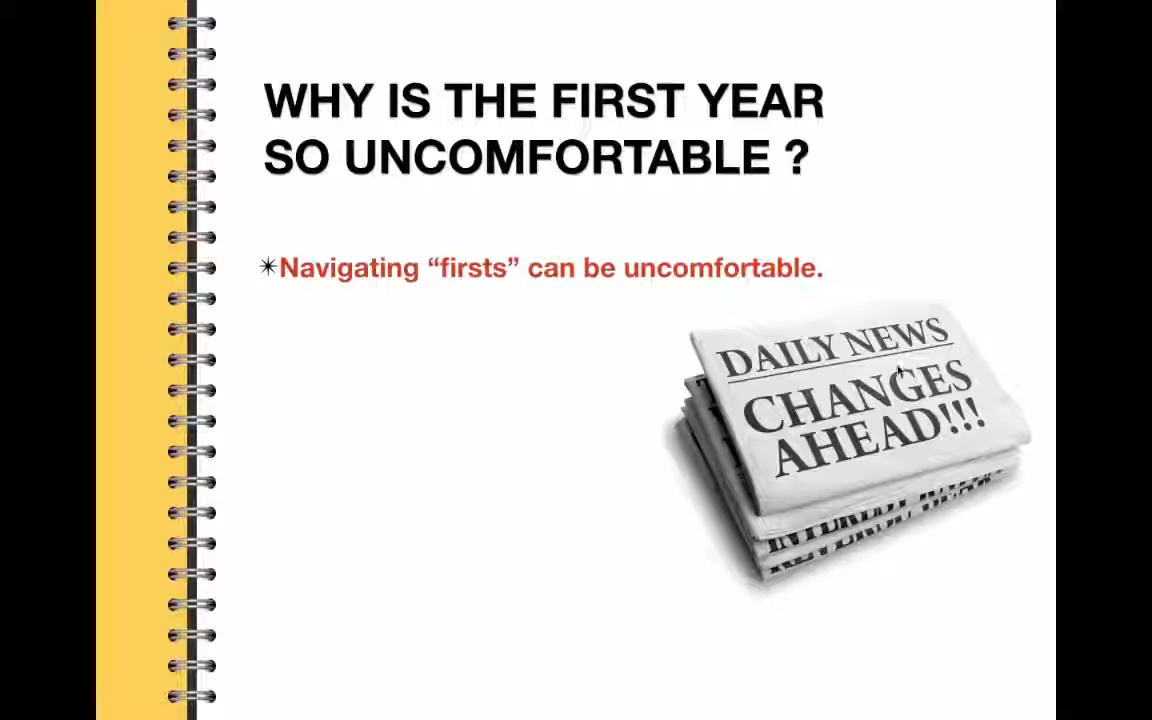 WHY IS THE FIRST YEAR
SO UNCOMFORTABLE ?
✴Navigating “firsts” can be uncomfortable.
DAILY NEWS
CHANGES
AHEAD!!!